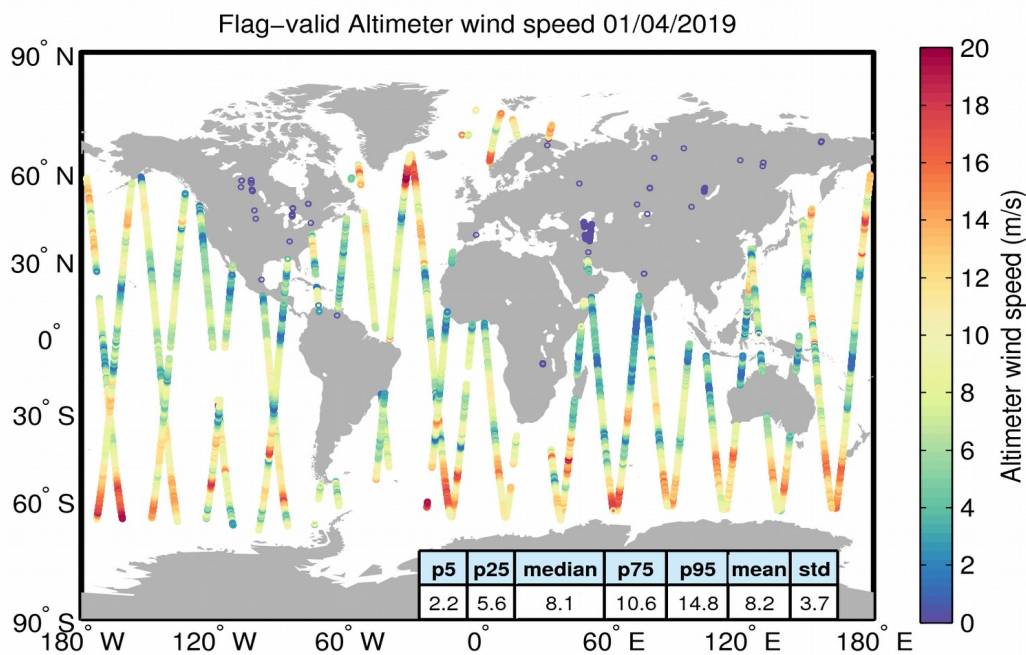 Flag−valid Altimeter wind speed 01/04/2019
90° N
60° N
30° N
0°
30° S
60° S
90° S
180° W
120° W
60° W
0°
60° E
120° E
180° E
20
18
16
14
12
10
8
6
4
2
0
Altimeter wind speed (m/s)
p5 p25 median p75 p95 mean std
2.2 5.6 8.1 10.6 14.8 8.2 3.7